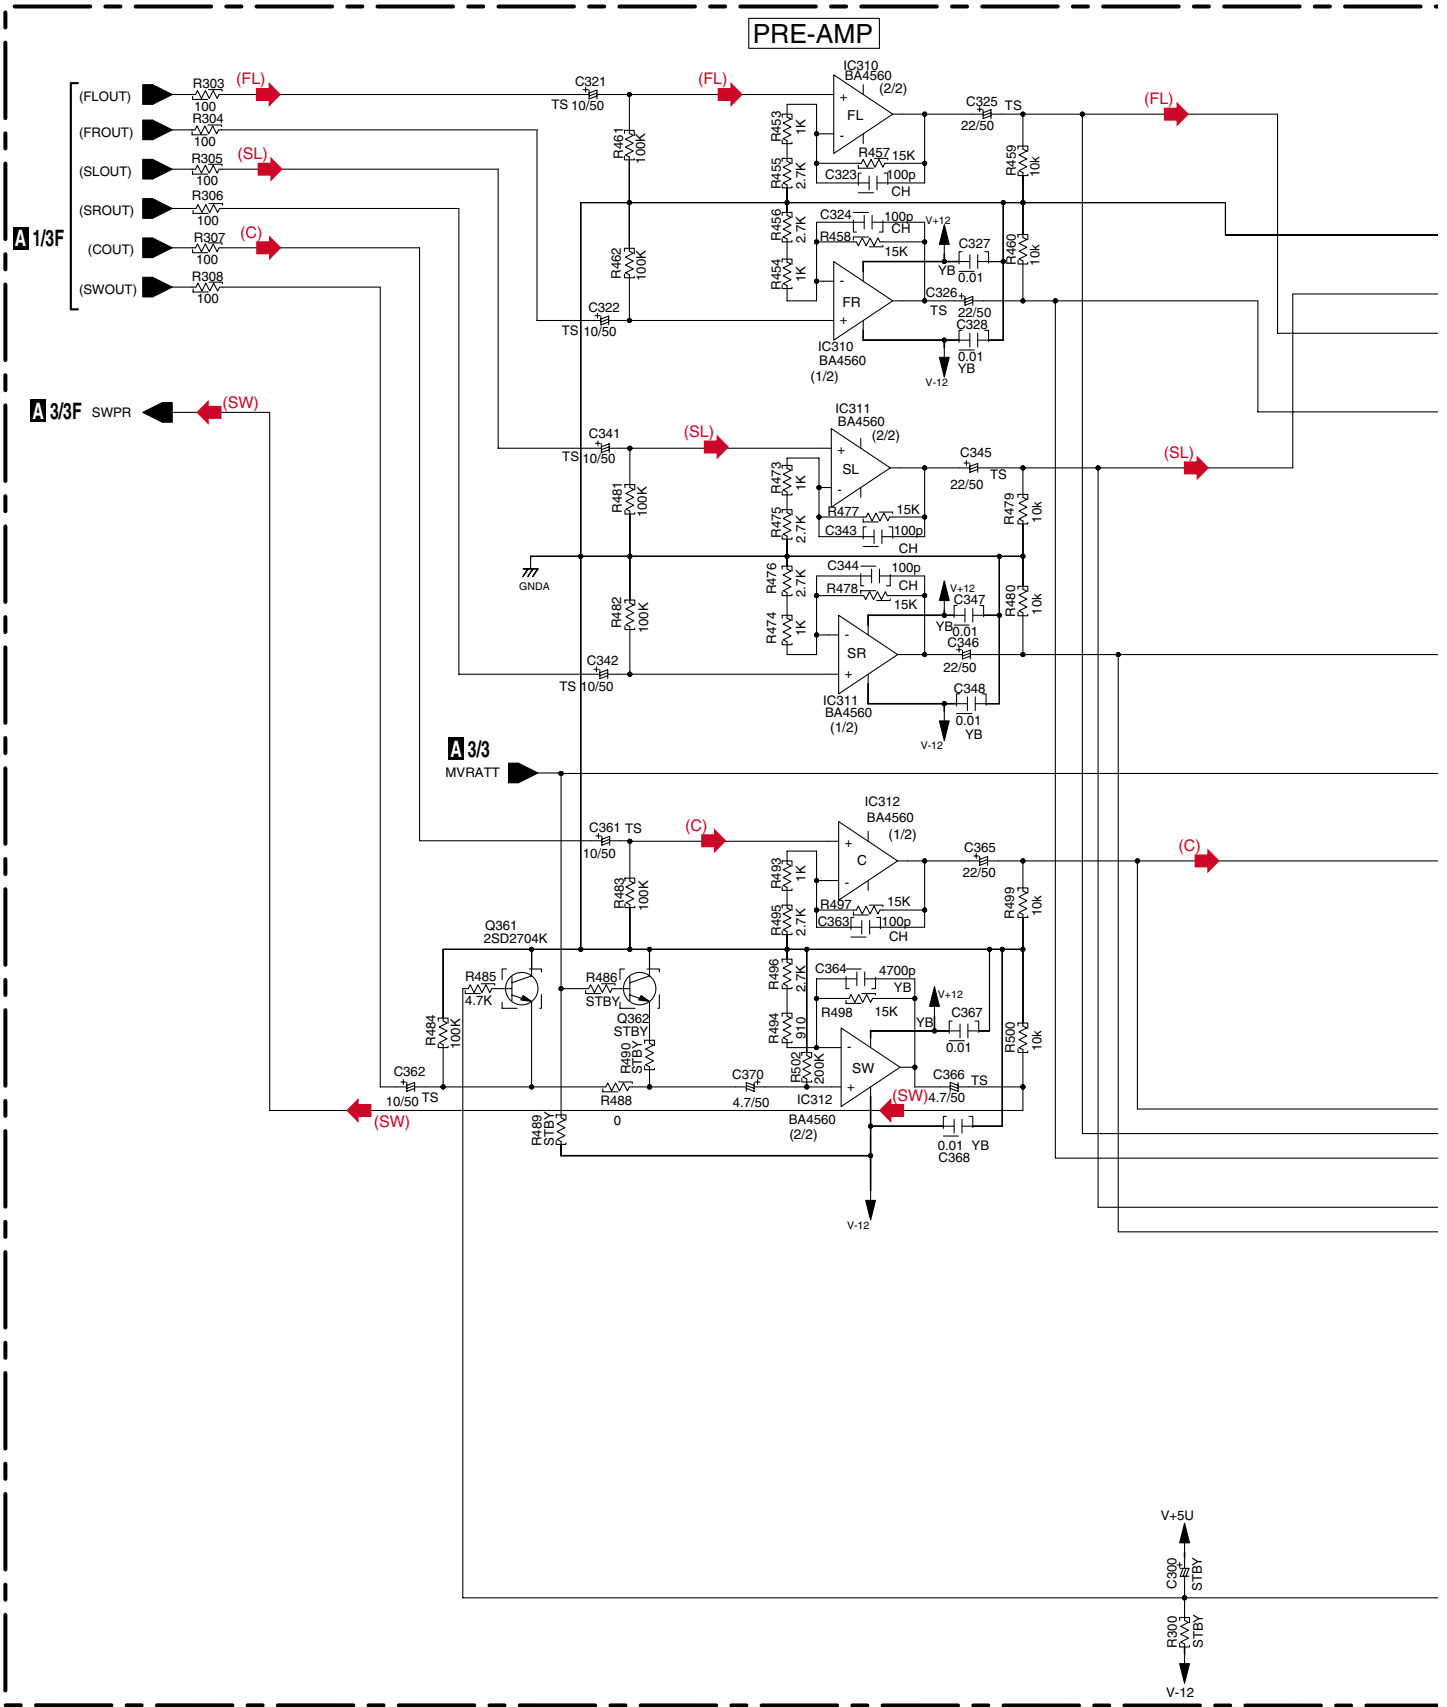 PRE-AMP
A 1/3F
(FLOUT)
R303
100
(FL)
(FROUT)
R304
100
(SLOUT)
R305
100
(SL)
(SROUT)
R306
100
(COUT)
R307
100
(C)
(SWOUT)
R308
100
C321
TS 10/50
(FL)
R461
100K
R462
100K
C322
TS 10/50
IC310
BA4560
(2/2)
+
FL
-
R453
1K
R455
2.7K
R457 15K
C323 100p
CH
C325 TS
22/50
(FL)
R459
10k
R456
2.7K
R454
1K
C324 100p
CH
R458
15K
V+12
C327
YB
0.01
R460
10k
-
FR
+
C326
TS 22/50
C328
0.01
YB
IC310
BA4560
(1/2)
V-12
A 3/3F SWPR
(SW)
C341
TS 10/50
(SL)
R481
100K
IC311
BA4560
(2/2)
+
SL
-
R473
1K
R475
2.7K
R477 15K
C343 100p
CH
C345
22/50 TS
(SL)
R479
10k
GNDA
R482
100K
R476
2.7K
R474
1K
C344 100p
CH
R478
15K
V+12
C347
YB
0.01
R480
10k
-
SR
+
C346
22/50
C342
TS 10/50
IC311
BA4560
(1/2)
C348
0.01
YB
V-12
A 3/3
MVRATT
C361 TS
10/50
(C)
R483
100K
IC312
BA4560
(1/2)
+
C
-
R493
1K
R495
2.7K
R497 15K
C363 100p
CH
C365
22/50
(C)
R499
10k
Q361
2SD2704K
R485
4.7K
R486
STBY
Q362
STBY
R484
100K
R490
STBY
R496
2.7K
R494
910
R502
200K
C364 4700p
YB
R498 15K
V+12
YB
C367
0.01
R500
10k
-
SW
+
C362
10/50 TS
R488
0
C370
4.7/50
IC312
BA4560
(2/2)
C366 TS
4.7/50
(SW)
(SW)
R489
STBY
0.01 YB
C368
V-12
V+5U
C300
STBY
R300
STBY
V-12